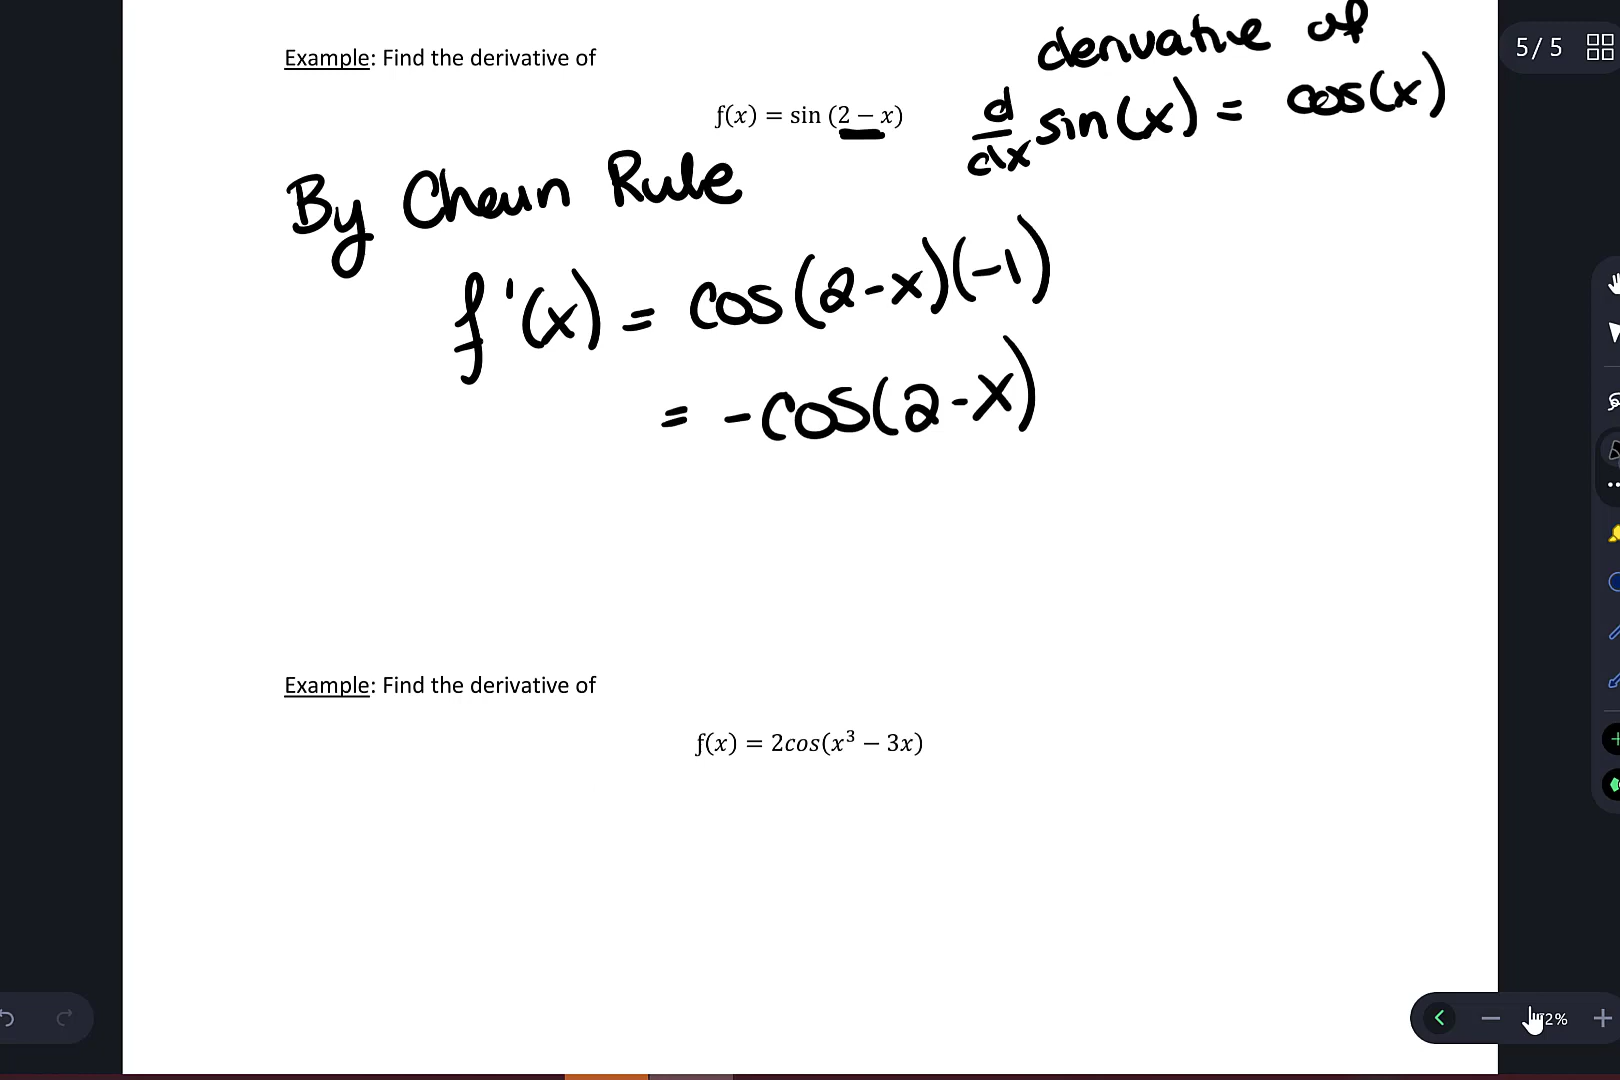 5/5
Example: Find the derivative of
derivative of
f(x) = sin (2 − x)
d/dx sin(x) = cos(x)
By Chain Rule
f'(x) = cos(2-x)(-1)
= -cos(2-x)
Example: Find the derivative of
f(x) = 2cos(x³ − 3x)